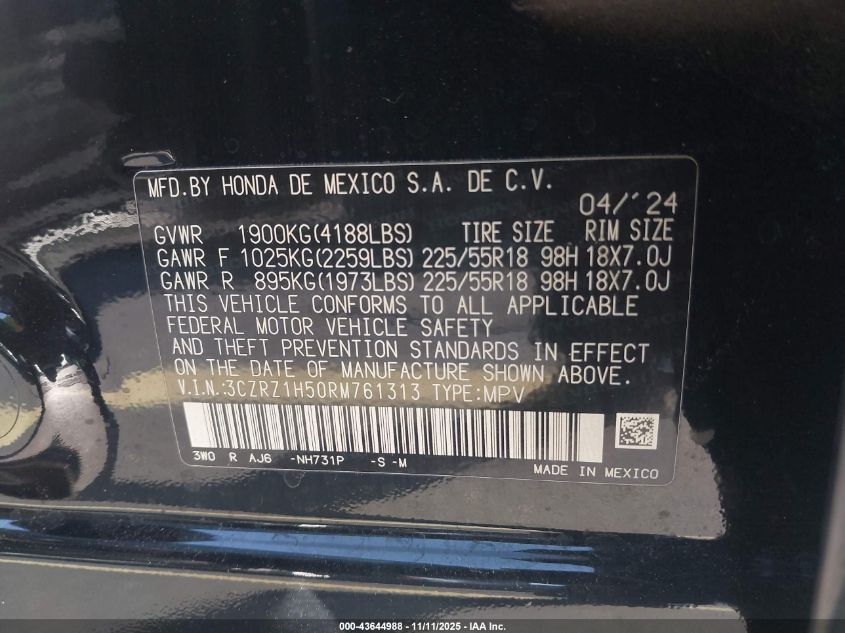 MFD.BY HONDA DE MEXICO S.A. DE C.V.
04/'24
GVWR 1900KG(4188LBS) TIRE SIZE RIM SIZE
GAWR F 1025KG(2259LBS) 225/55R18 98H 18X7.0J
GAWR R 895KG(1973LBS) 225/55R18 98H 18X7.0J
THIS VEHICLE CONFORMS TO ALL APPLICABLE
FEDERAL MOTOR VEHICLE SAFETY
AND THEFT PREVENTION STANDARDS IN EFFECT
ON THE DATE OF MANUFACTURE SHOWN ABOVE.
V.I.N.:3CZRZ1H50RM761313 TYPE:MPV
3W0 R AJ6 -NH731P -S -M
MADE IN MEXICO
000-43644988 - 11/11/2025 - IAA Inc.